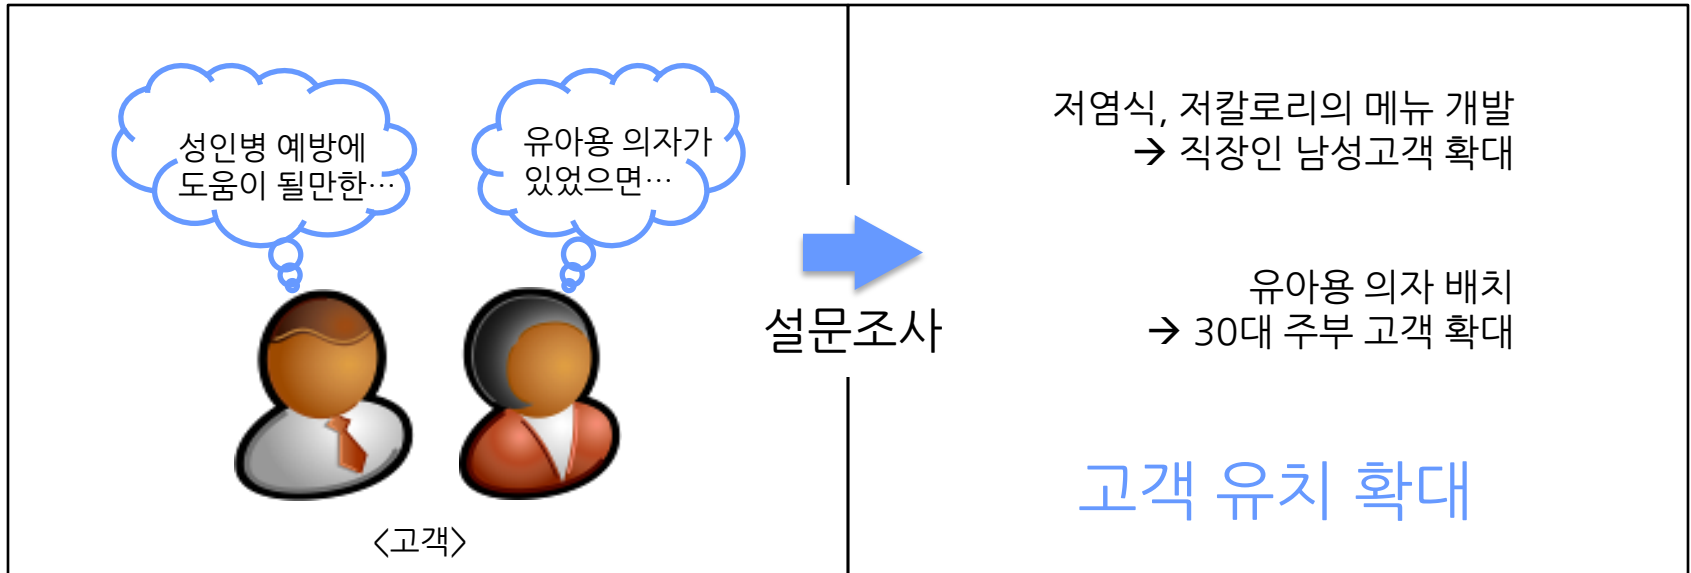 성인병 예방에
도움이 될만한…
유아용 의자가
있었으면…
<고객>
설문조사
저염식, 저칼로리의 메뉴 개발
→ 직장인 남성고객 확대
유아용 의자 배치
→ 30대 주부 고객 확대
고객 유치 확대